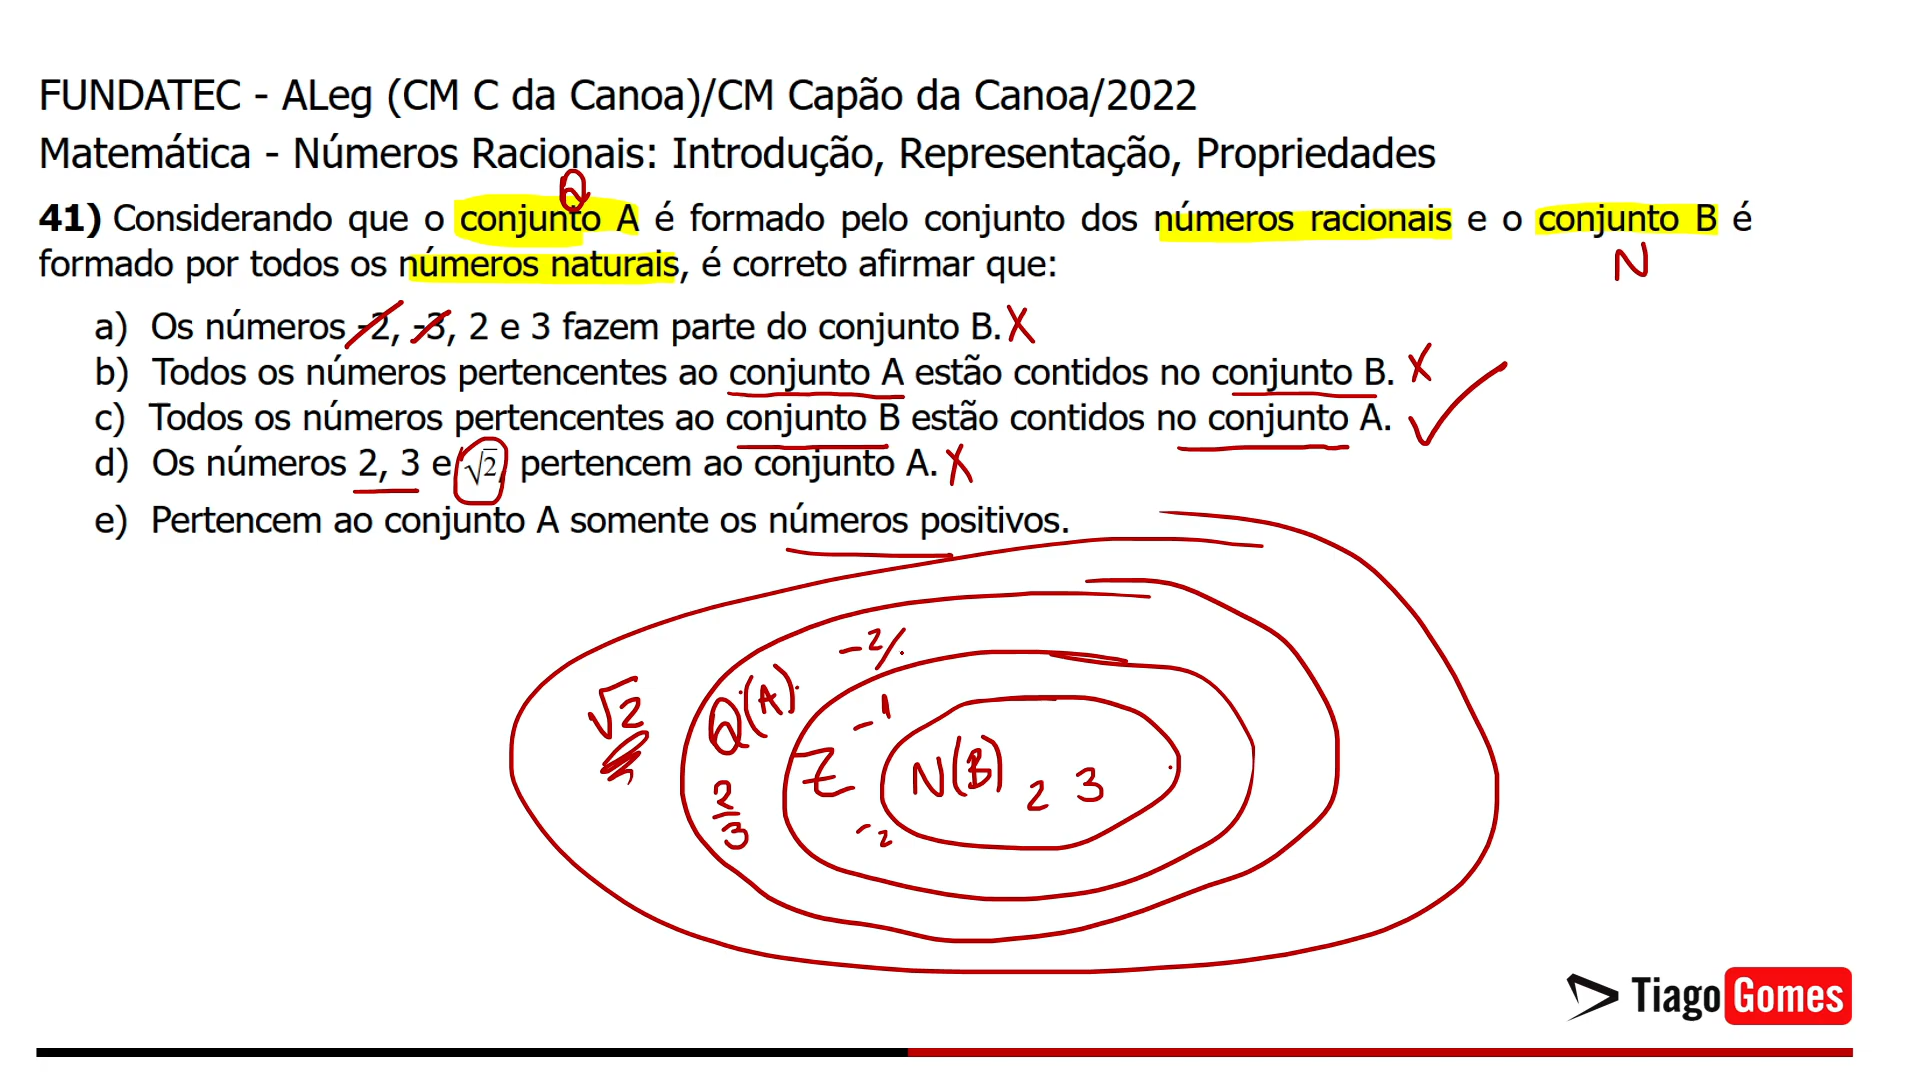 FUNDATEC - ALeg (CM C da Canoa)/CM Capão da Canoa/2022
Matemática - Números Racionais: Introdução, Representação, Propriedades
Q
41) Considerando que o conjunto A é formado pelo conjunto dos números racionais e o conjunto B é
N
formado por todos os números naturais, é correto afirmar que:
a) Os números -2, -3, 2 e 3 fazem parte do conjunto B. X
b) Todos os números pertencentes ao conjunto A estão contidos no conjunto B. X
c) Todos os números pertencentes ao conjunto B estão contidos no conjunto A. ✓
d) Os números 2, 3 e √2, pertencem ao conjunto A. X
e) Pertencem ao conjunto A somente os números positivos.
√2
Q(A)
2/3
Z
-1
-2
N(B) 2 3
Tiago Gomes